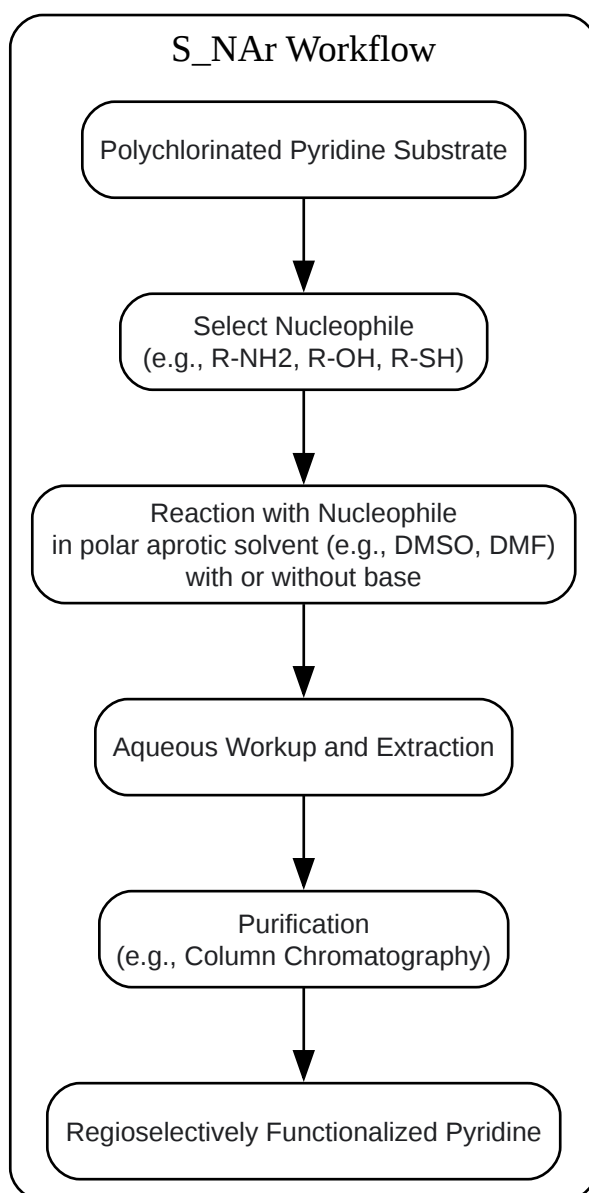 S_NAr Workflow
Polychlorinated Pyridine Substrate
Select Nucleophile
(e.g., R-NH2, R-OH, R-SH)
Reaction with Nucleophile
in polar aprotic solvent (e.g., DMSO, DMF)
with or without base
Aqueous Workup and Extraction
Purification
(e.g., Column Chromatography)
Regioselectively Functionalized Pyridine